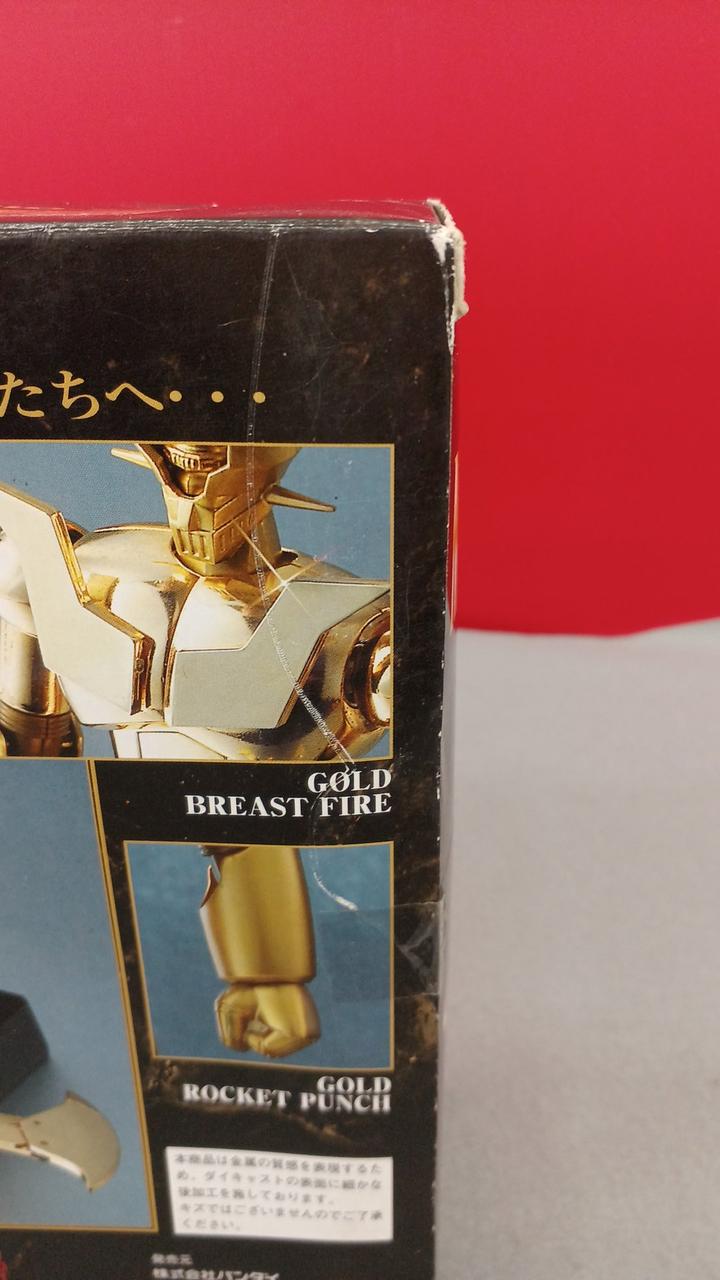 たちへ・・・
GOLD
BREAST FIRE
GOLD
ROCKET PUNCH
本商品は金属の質感を表現するた
め、ダイキャストの表面に細かな
後加工を施しております。
キズではございませんのでご了承
ください。
発売元
株式会社バンダイ